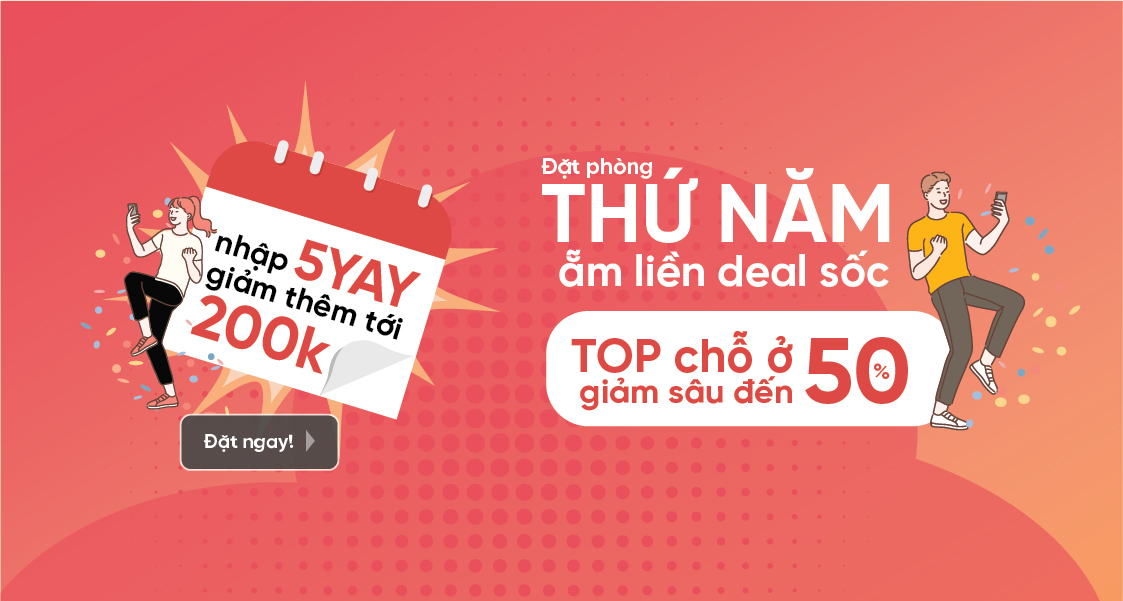 nhập 5YAY
giảm thêm tới
200k
Đặt ngay!
Đặt phòng
THỨ NĂM
ẵm liền deal sốc
TOP chỗ ở
giảm sâu đến 50%